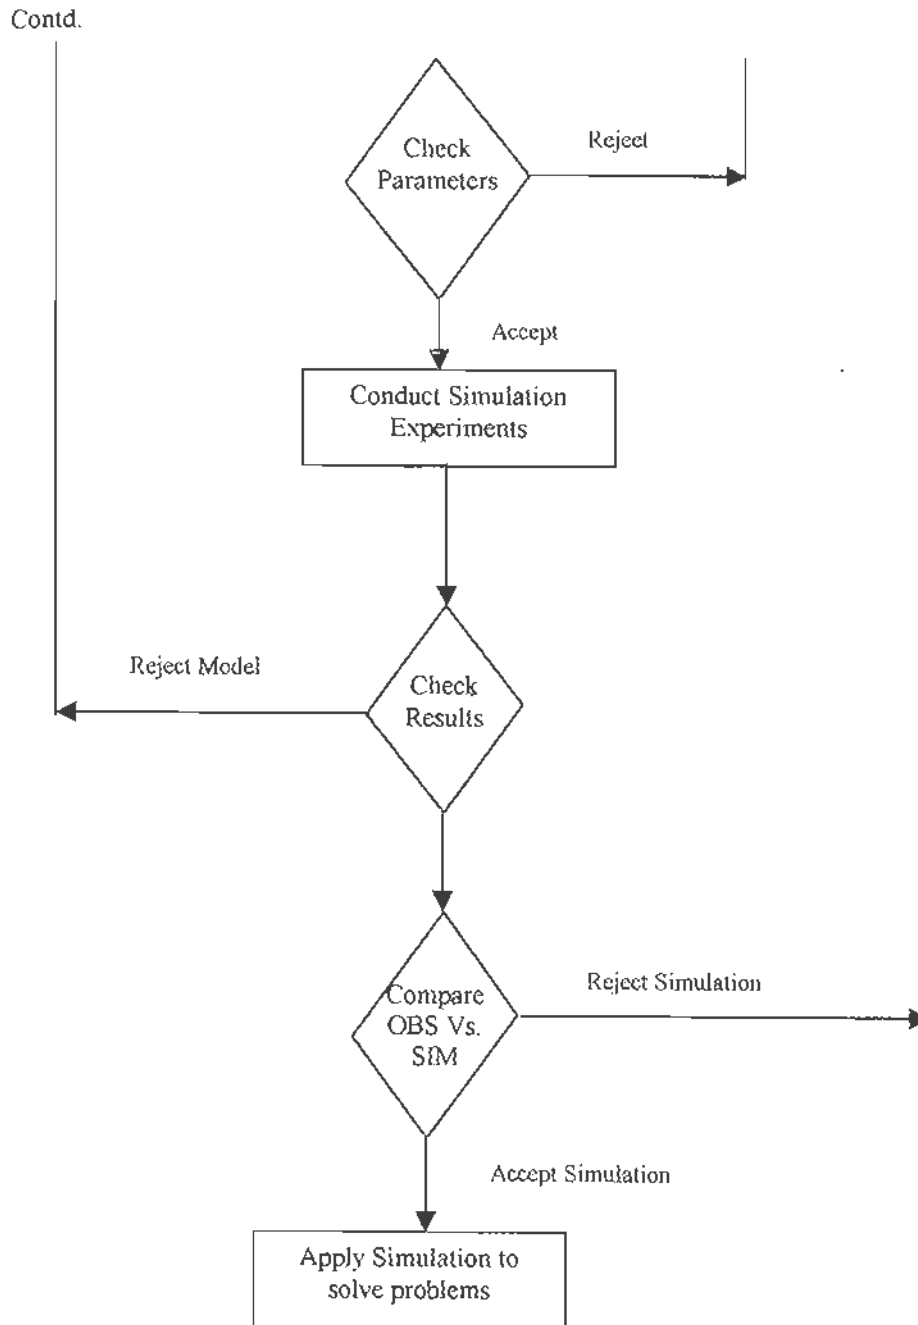 Contd.
Check
Parameters
Reject
Accept
Conduct Simulation
Experiments
Reject Model
Check
Results
Compare
OBS Vs.
SIM
Reject Simulation
Accept Simulation
Apply Simulation to
solve problems